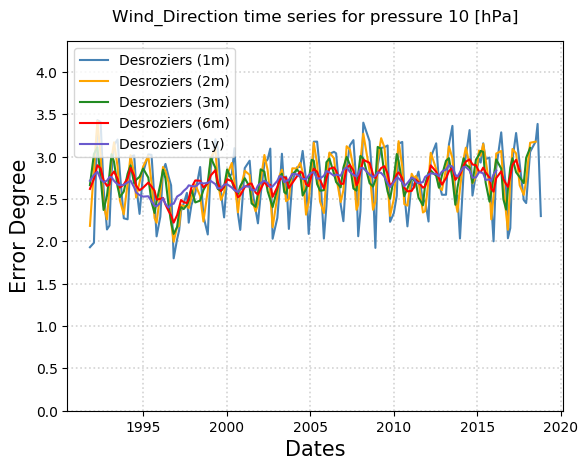 Wind_Direction time series for pressure 10 [hPa]
Desroziers (1m)
Desroziers (2m)
Desroziers (3m)
Desroziers (6m)
Desroziers (1y)
Error Degree
4.0
3.5
3.0
2.5
2.0
1.5
1.0
0.5
0.0
1995 2000 2005 2010 2015 2020
Dates